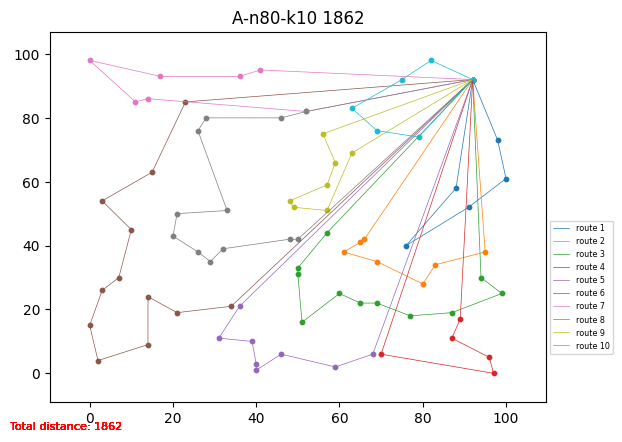 A-n80-k10 1862
100
80
60
40
20
0
0 20 40 60 80 100
route 1
route 2
route 3
route 4
route 5
route 6
route 7
route 8
route 9
route 10
Total distance: 1862